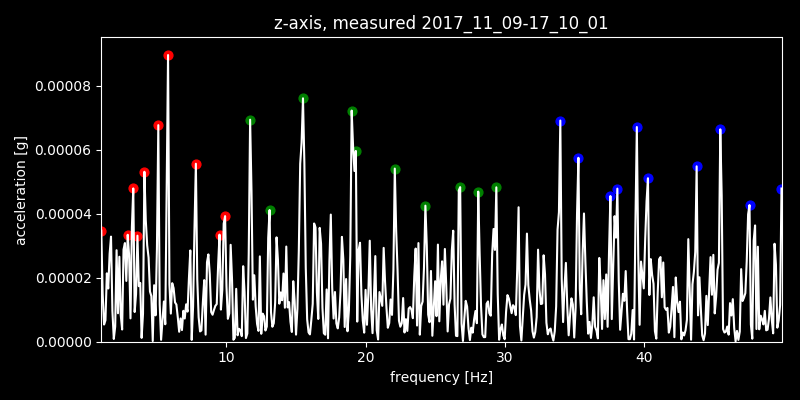 z-axis, measured 2017_11_09-17_10_01
acceleration [g]
0.00008
0.00006
0.00004
0.00002
0.00000
10 20 30 40
frequency [Hz]